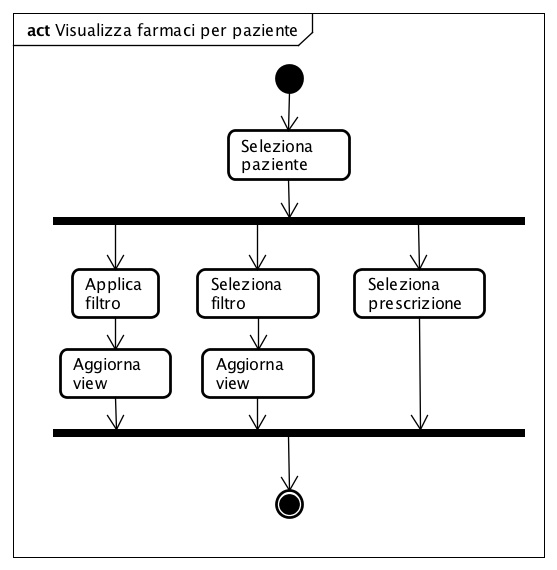 act Visualizza farmaci per paziente
Seleziona
paziente
Applica
filtro
Seleziona
filtro
Seleziona
prescrizione
Aggiorna
view
Aggiorna
view